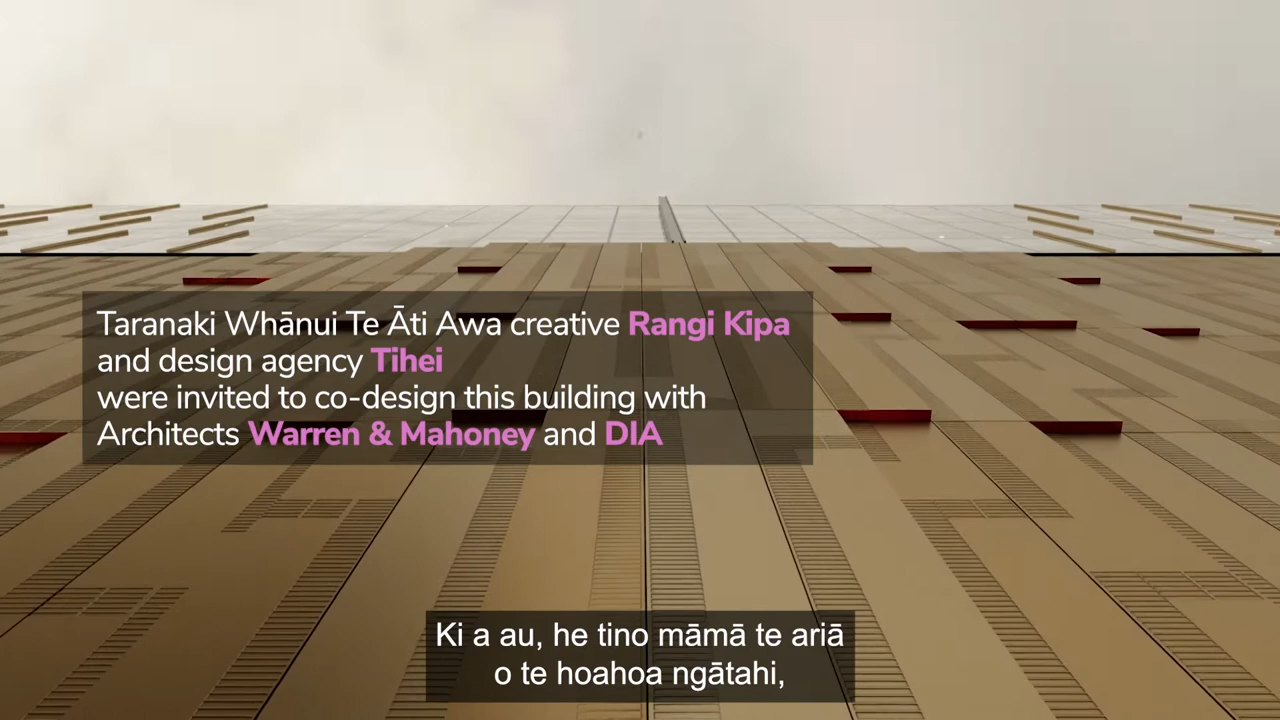 Taranaki Whānui Te Āti Awa creative Rangi Kipa
and design agency Tihei
were invited to co-design this building with
Architects Warren & Mahoney and DIA
Ki a au, he tino māmā te ariā
o te hoahoa ngātahi,